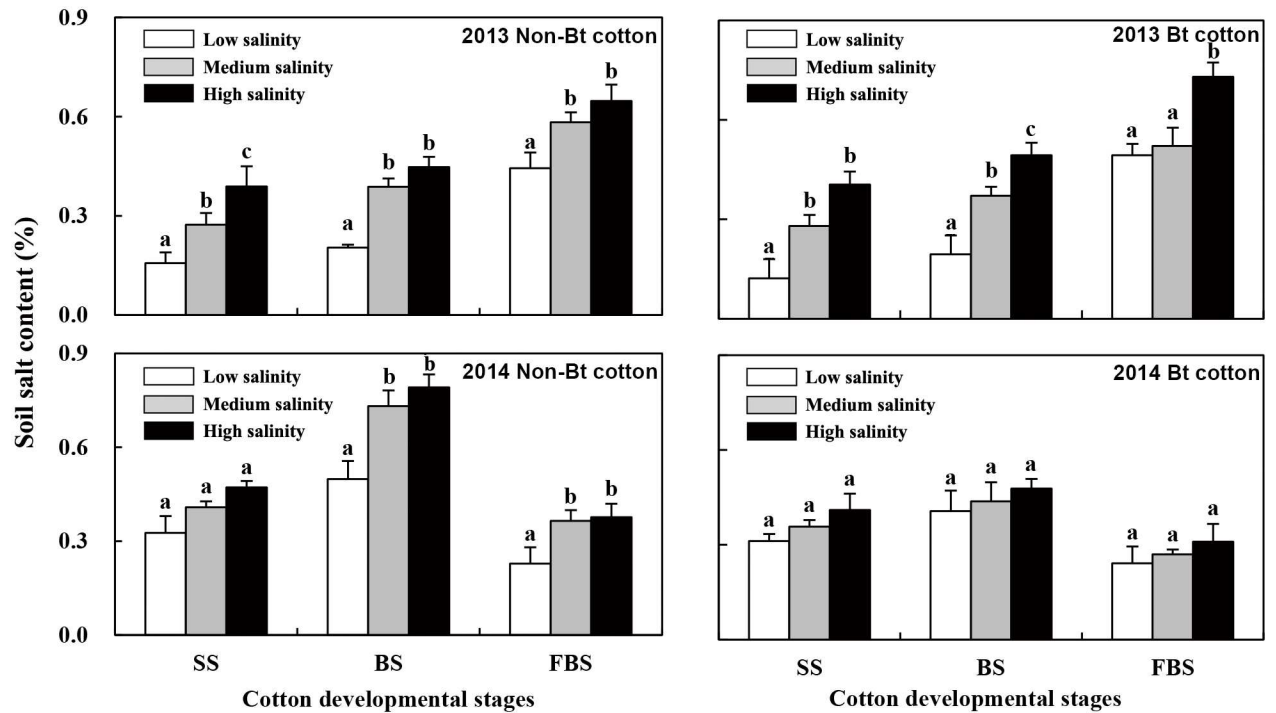 Soil salt content (%)
0.9
0.6
0.3
0.0
Low salinity
Medium salinity
High salinity
2013 Non-Bt cotton
a
b
c
a
b
b
a
b
b
Low salinity
Medium salinity
High salinity
2013 Bt cotton
a
b
b
a
b
c
a
a
b
0.9
0.6
0.3
0.0
Low salinity
Medium salinity
High salinity
2014 Non-Bt cotton
a
a
a
a
b
b
a
b
b
SS BS FBS
Cotton developmental stages
Low salinity
Medium salinity
High salinity
2014 Bt cotton
a
a
a
a
a
a
a
a
a
SS BS FBS
Cotton developmental stages